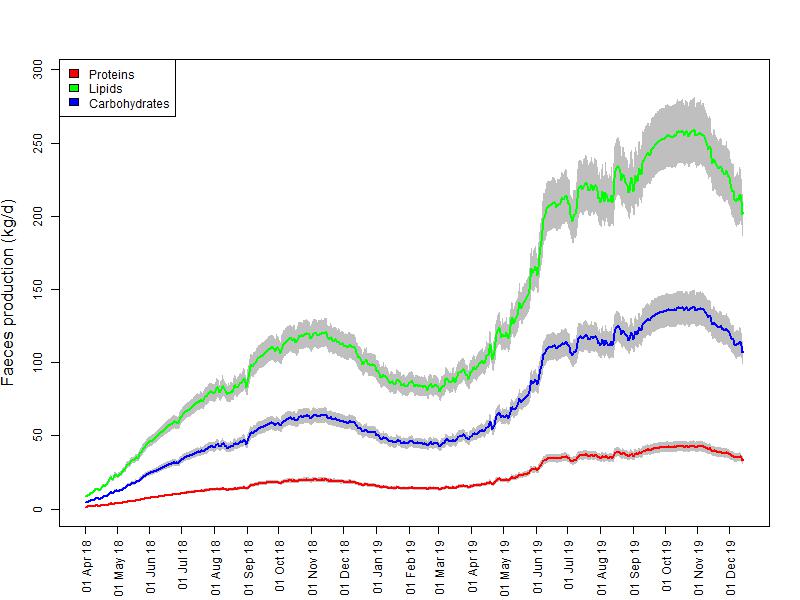 Faeces production (kg/d)
300
250
200
150
100
50
0
Proteins
Lipids
Carbohydrates
01 Apr 18
01 May 18
01 Jun 18
01 Jul 18
01 Aug 18
01 Sep 18
01 Oct 18
01 Nov 18
01 Dec 18
01 Jan 19
01 Feb 19
01 Mar 19
01 Apr 19
01 May 19
01 Jun 19
01 Jul 19
01 Aug 19
01 Sep 19
01 Oct 19
01 Nov 19
01 Dec 19